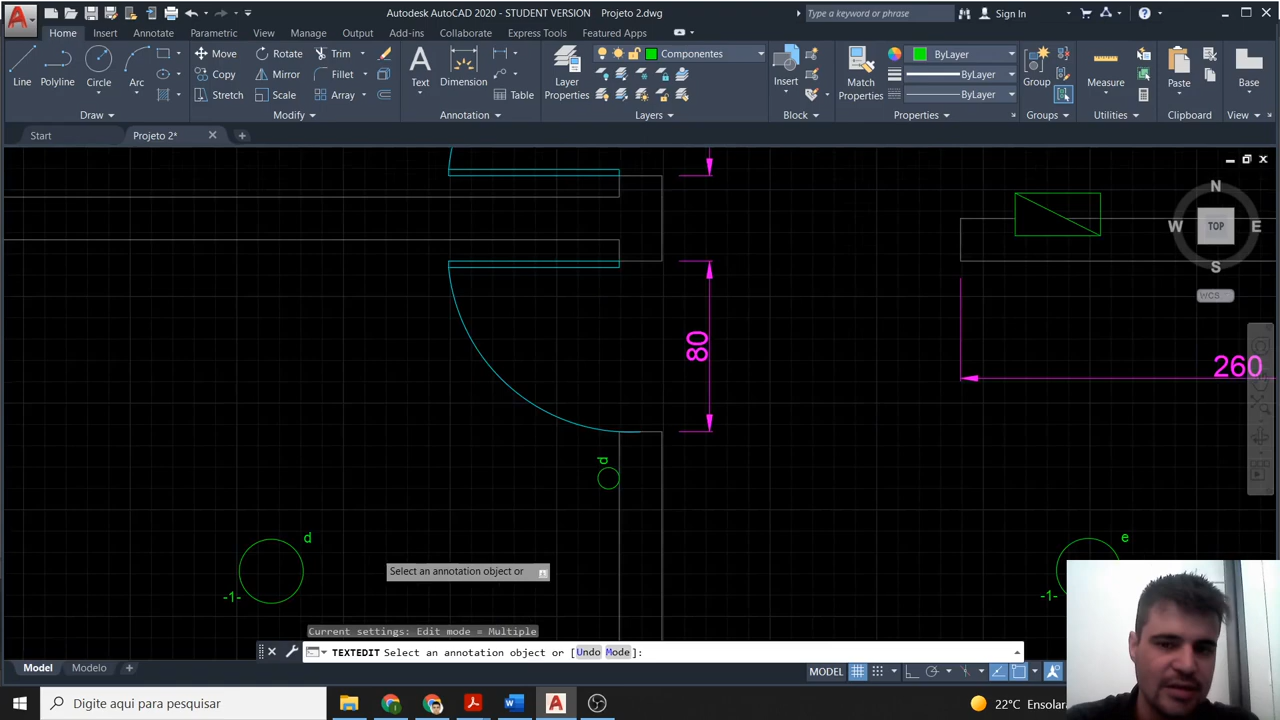 Autodesk AutoCAD 2020 - STUDENT VERSION Projeto 2.dwg
Type a keyword or phrase
Sign In
Home Insert Annotate Parametric View Manage Output Add-ins Collaborate Express Tools Featured Apps
Line Polyline Circle Arc
Move Rotate Trim
Copy Mirror Fillet
Stretch Scale Array
Text Dimension Table
Layer Properties
Componentes
Insert
Match Properties
ByLayer
ByLayer
ByLayer
Group Measure Paste Base
Draw Modify Annotation Layers Block Properties Groups Utilities Clipboard View
Start Projeto 2*
N
W TOP E
S
WCS
80
260
d
d
-1-
e
-1-
Select an annotation object or
Current settings: Edit mode = Multiple
TEXTEDIT Select an annotation object or [Undo Mode]:
Model Modelo MODEL
Digite aqui para pesquisar
22°C Ensolara